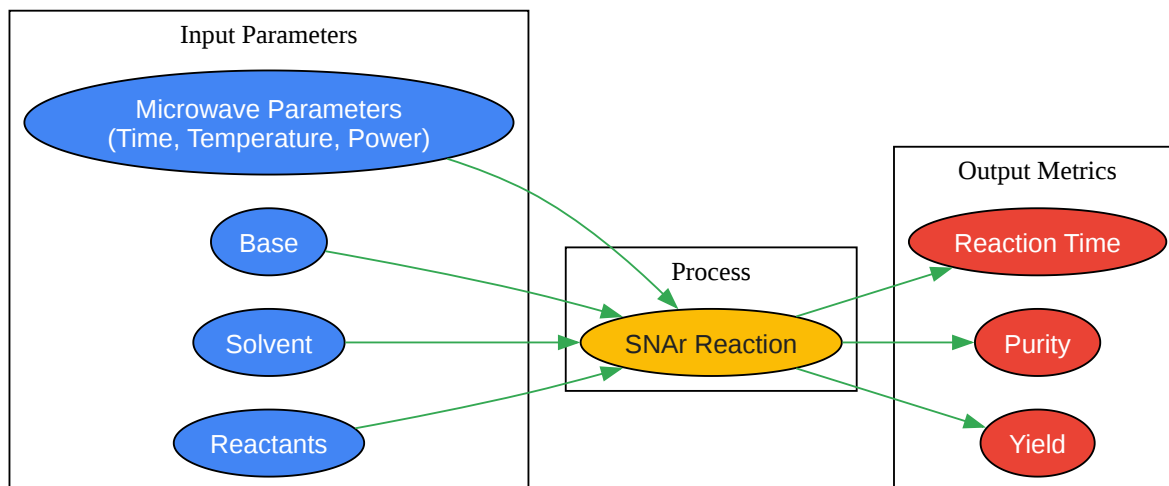 Input Parameters
Microwave Parameters
(Time, Temperature, Power)
Base
Solvent
Reactants
Process
SNAr Reaction
Output Metrics
Reaction Time
Purity
Yield